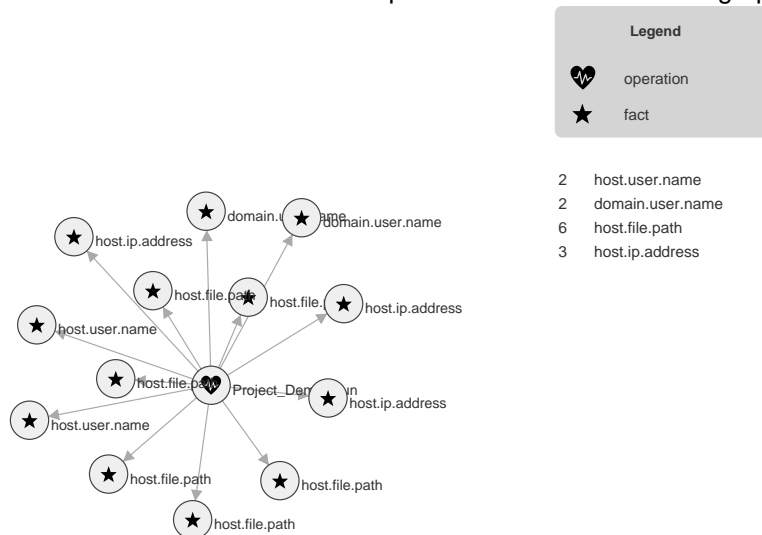 Legend
operation
fact
2 host.user.name
2 domain.user.name
6 host.file.path
3 host.ip.address
domain.user.name
host.ip.address
host.file.path
host.file.
host.ip.address
host.user.name
host.file.path
host.ip.address
host.user.name
host.file.path
host.file.path
host.file.path